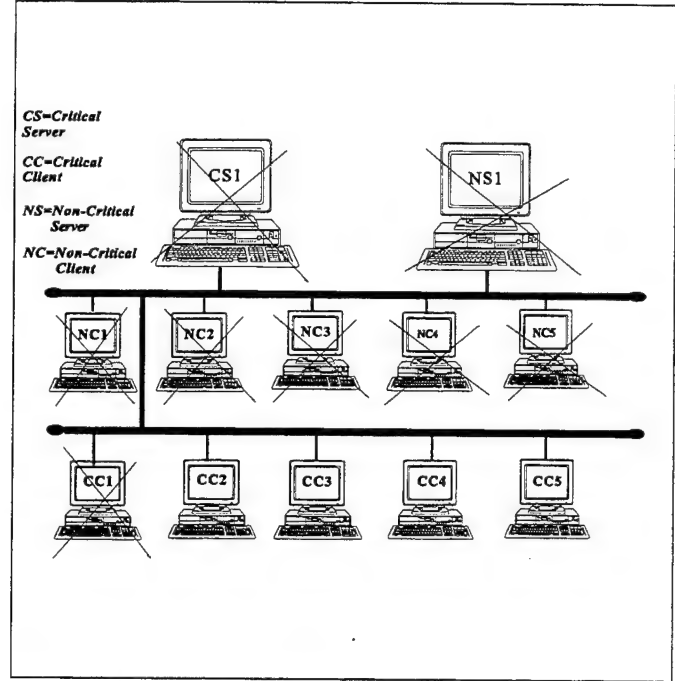 CS=Critical
Server
CC=Critical
Client
NS=Non-Critical
Server
NC=Non-Critical
Client
CS1
NS1
NC1
NC2
NC3
NC4
NC5
CC1
CC2
CC3
CC4
CC5